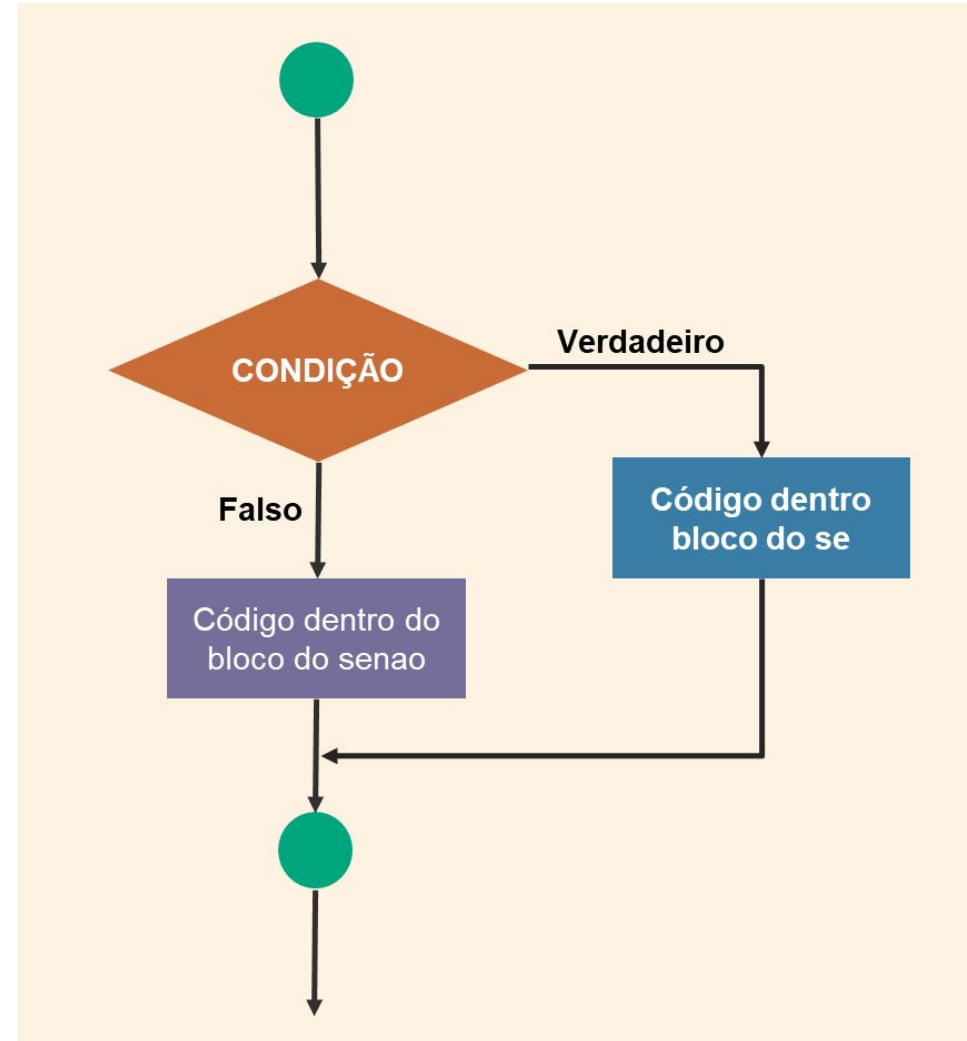 CONDIÇÃO
Verdadeiro
Código dentro
bloco do se
Falso
Código dentro do
bloco do senao